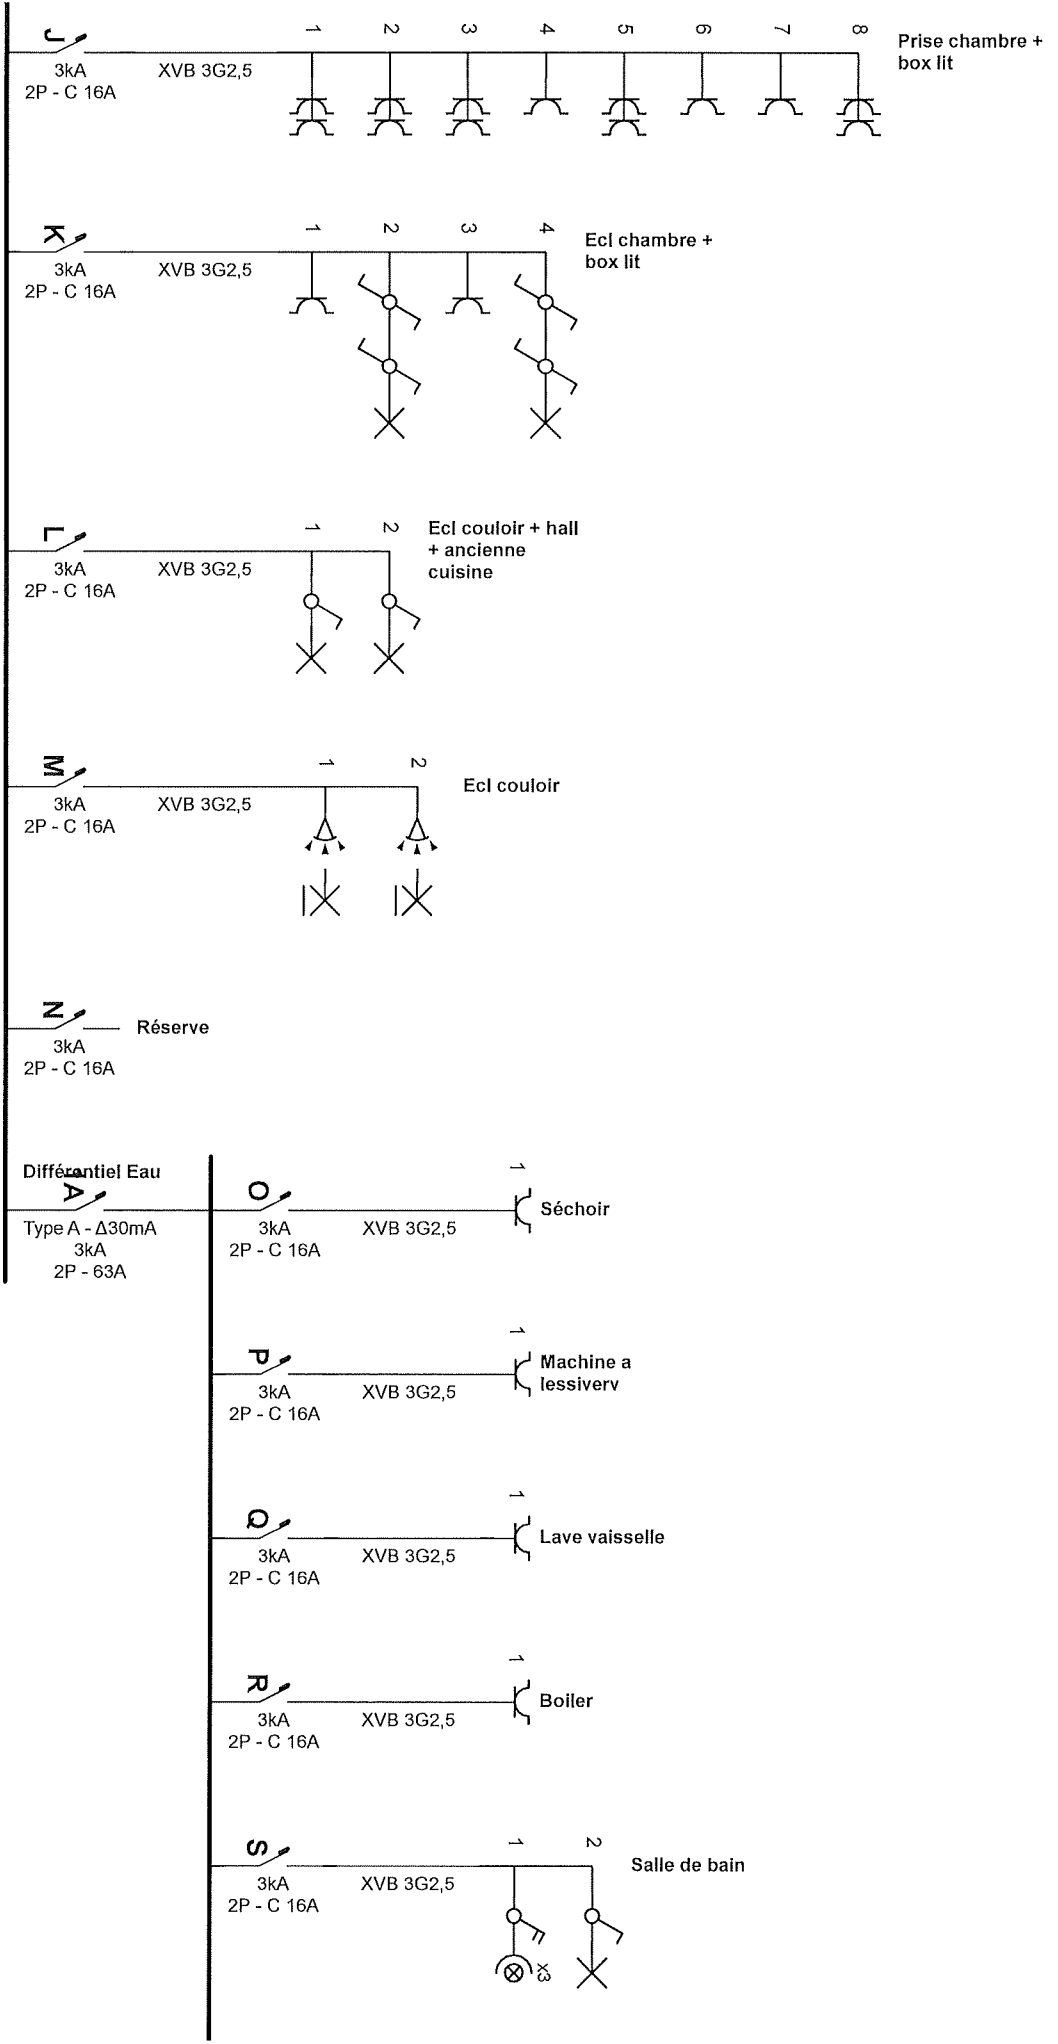 J
1 2 3 4 5 6 7 8
Prise chambre +
box lit
3kA
2P - C 16A
XVB 3G2,5
K
1 2 3 4
Ecl chambre +
box lit
3kA
2P - C 16A
XVB 3G2,5
L
1 2
Ecl couloir + hall
+ ancienne
cuisine
3kA
2P - C 16A
XVB 3G2,5
M
1 2
Ecl couloir
3kA
2P - C 16A
XVB 3G2,5
N
Réserve
3kA
2P - C 16A
Différentiel Eau
1A
Type A - Δ30mA
3kA
2P - 63A
O
1
Séchoir
3kA
2P - C 16A
XVB 3G2,5
P
1
Machine a
lessiverv
3kA
2P - C 16A
XVB 3G2,5
Q
1
Lave vaisselle
3kA
2P - C 16A
XVB 3G2,5
R
1
Boiler
3kA
2P - C 16A
XVB 3G2,5
S
1 2
Salle de bain
3kA
2P - C 16A
XVB 3G2,5
x3